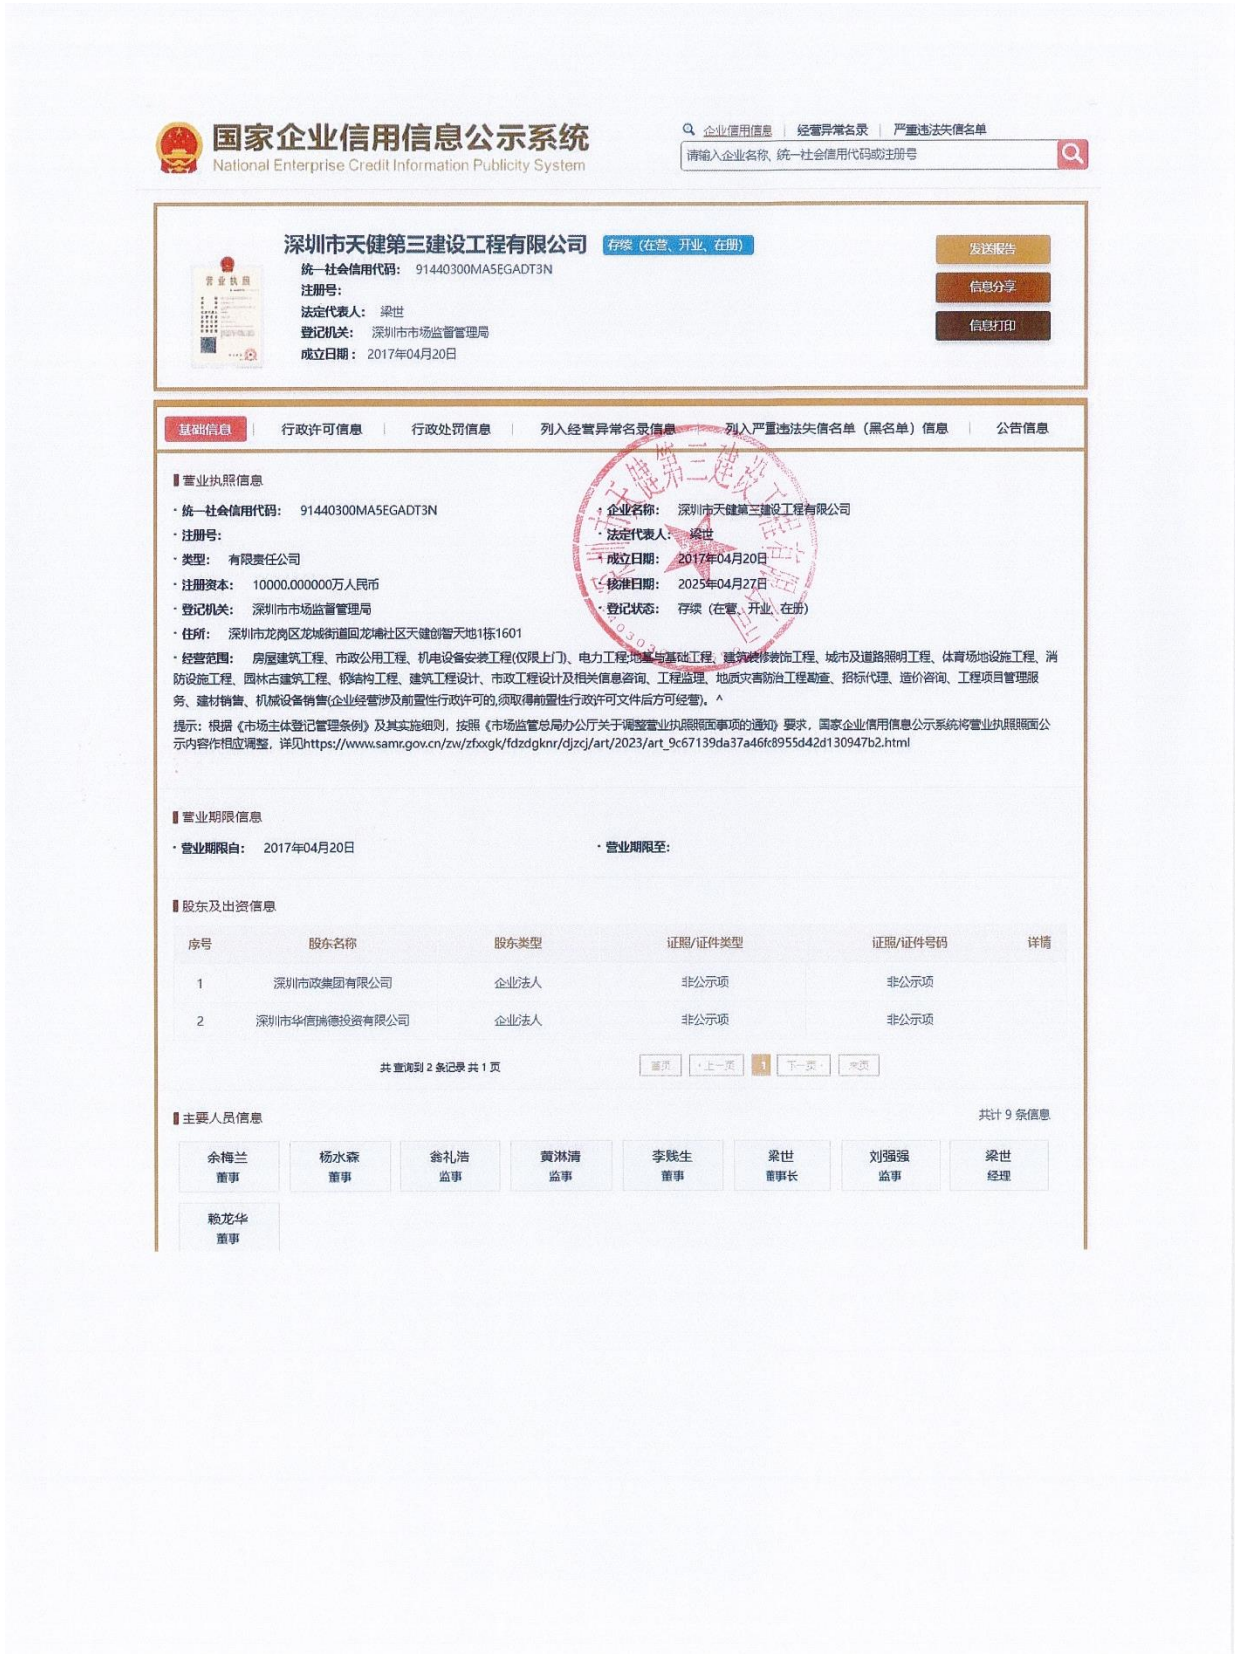 国家企业信用信息公示系统
National Enterprise Credit Information Publicity System
企业信用信息 | 经营异常名录 | 严重违法失信名单
请输入企业名称、统一社会信用代码或注册号
营业执照
深圳市天健第三建设工程有限公司 存续（在营、开业、在册）
统一社会信用代码： 91440300MA5EGADT3N
注册号：
法定代表人： 梁世
登记机关： 深圳市市场监督管理局
成立日期： 2017年04月20日
发送报告
信息分享
信息打印
基础信息 | 行政许可信息 | 行政处罚信息 | 列入经营异常名录信息 | 列入严重违法失信名单（黑名单）信息 | 公告信息
营业执照信息
· 统一社会信用代码： 91440300MA5EGADT3N · 企业名称： 深圳市天健第三建设工程有限公司
· 注册号： · 法定代表人： 梁世
· 类型： 有限责任公司 · 成立日期： 2017年04月20日
· 注册资本： 10000.000000万人民币 · 核准日期： 2025年04月27日
· 登记机关： 深圳市市场监督管理局 · 登记状态： 存续（在营、开业、在册）
· 住所： 深圳市龙岗区龙城街道回龙埔社区天健创智天地1栋1601
· 经营范围： 房屋建筑工程、市政公用工程、机电设备安装工程(仅限上门)、电力工程;地基与基础工程、建筑装修装饰工程、城市及道路照明工程、体育场地设施工程、消
防设施工程、园林古建筑工程、钢结构工程、建筑工程设计、市政工程设计及相关信息咨询、工程监理、地质灾害防治工程勘查、招标代理、造价咨询、工程项目管理服
务、建材销售、机械设备销售(企业经营涉及前置性行政许可的,须取得前置性行政许可文件后方可经营)。^
提示：根据《市场主体登记管理条例》及其实施细则，按照《市场监管总局办公厅关于调整营业执照照面事项的通知》要求，国家企业信用信息公示系统将营业执照照面公
示内容作相应调整，详见https://www.samr.gov.cn/zw/zfxxgk/fdzdgknr/djzcj/art/2023/art_9c67139da37a46fc8955d42d130947b2.html
深圳市天健第三建设工程有限公司
营业期限信息
· 营业期限自： 2017年04月20日 · 营业期限至：
股东及出资信息
序号 股东名称 股东类型 证照/证件类型 证照/证件号码 详情
1 深圳市政集团有限公司 企业法人 非公示项 非公示项
2 深圳市华信瑞德投资有限公司 企业法人 非公示项 非公示项
共 查询到 2 条记录 共 1 页 首页 ·上一页 1 下一页· 末页
主要人员信息 共计 9 条信息
余梅兰 杨水森 翁礼浩 黄淋清 李贱生 梁世 刘强强 梁世
董事 董事 监事 监事 董事 董事长 监事 经理
赖龙华
董事